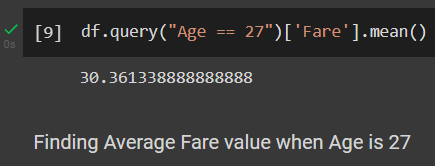 [9] df.query("Age == 27")['Fare'].mean()
0s
30.361338888888888
Finding Average Fare value when Age is 27